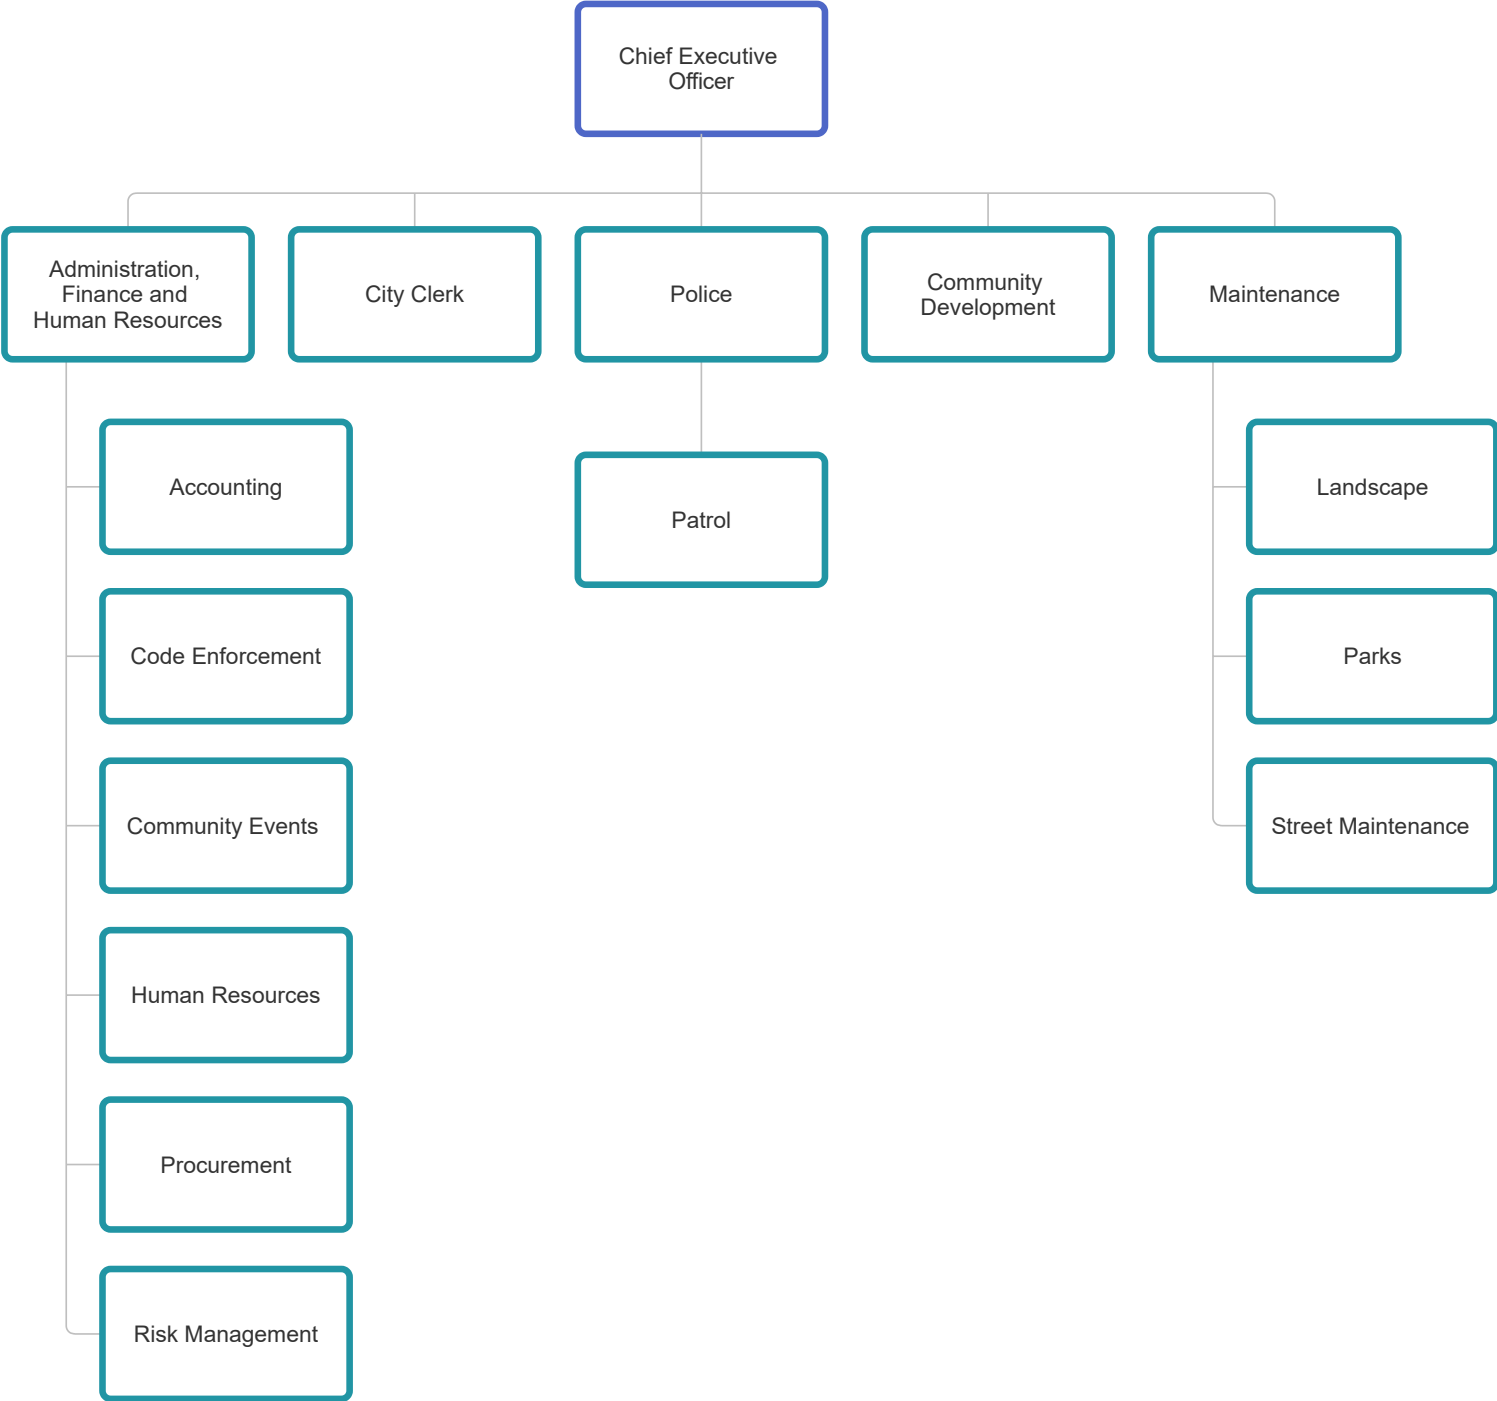 Chief Executive
Officer
Administration,
Finance and
Human Resources
City Clerk
Police
Community
Development
Maintenance
Accounting
Code Enforcement
Community Events
Human Resources
Procurement
Risk Management
Patrol
Landscape
Parks
Street Maintenance